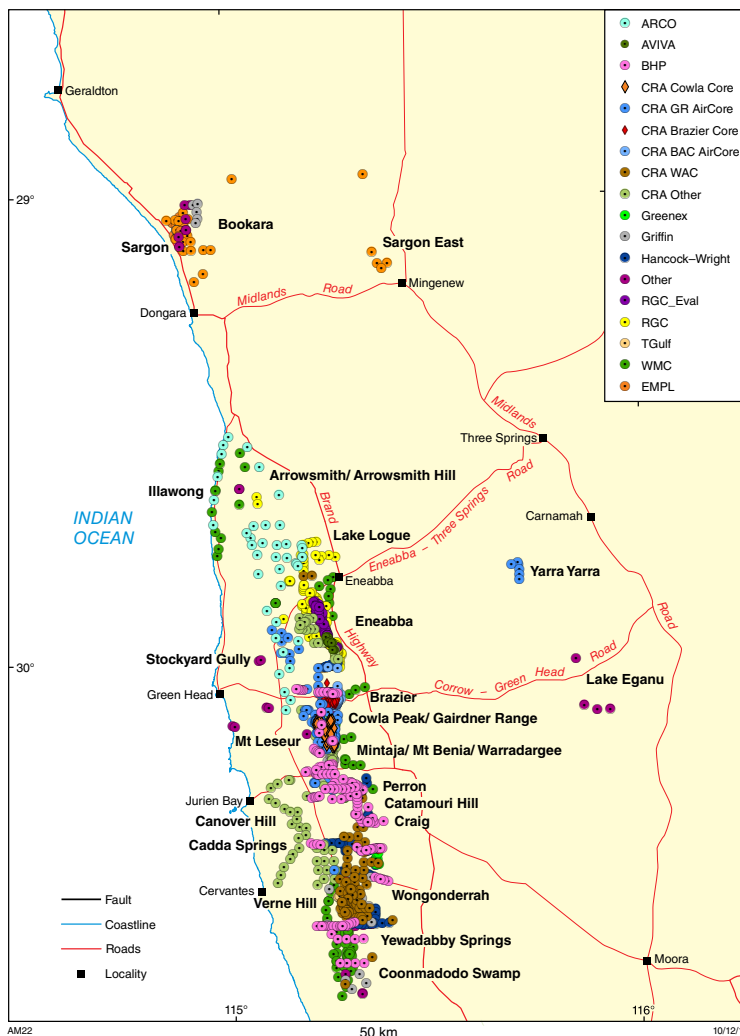 ARCO
AVIVA
BHP
CRA Cowla Core
CRA GR AirCore
CRA Brazier Core
CRA BAC AirCore
CRA WAC
CRA Other
Greenex
Griffin
Hancock–Wright
Other
RGC_Eval
RGC
TGulf
WMC
EMPL
Geraldton
29°
Bookara
Sargon
Sargon East
Mingenew
Midlands Road
Dongara
Midlands
Three Springs
Arrowsmith/ Arrowsmith Hill
Illawong
Brand
Road
Carnamah
INDIAN
OCEAN
Lake Logue
Eneabba – Three Springs
Eneabba
Yarra Yarra
Eneabba
Highway
Road
Stockyard Gully
30°
Green Head
Brazier
Corrow – Green Head Road
Lake Eganu
Cowla Peak/ Gairdner Range
Mt Leseur
Mintaja/ Mt Benia/ Warradargee
Perron
Jurien Bay
Catamouri Hill
Canover Hill
Craig
Cadda Springs
Cervantes
Verne Hill
Wongonderrah
Fault
Coastline
Roads
Locality
Yewadabby Springs
Moora
Coonmadodo Swamp
115°
116°
AM22
50 km